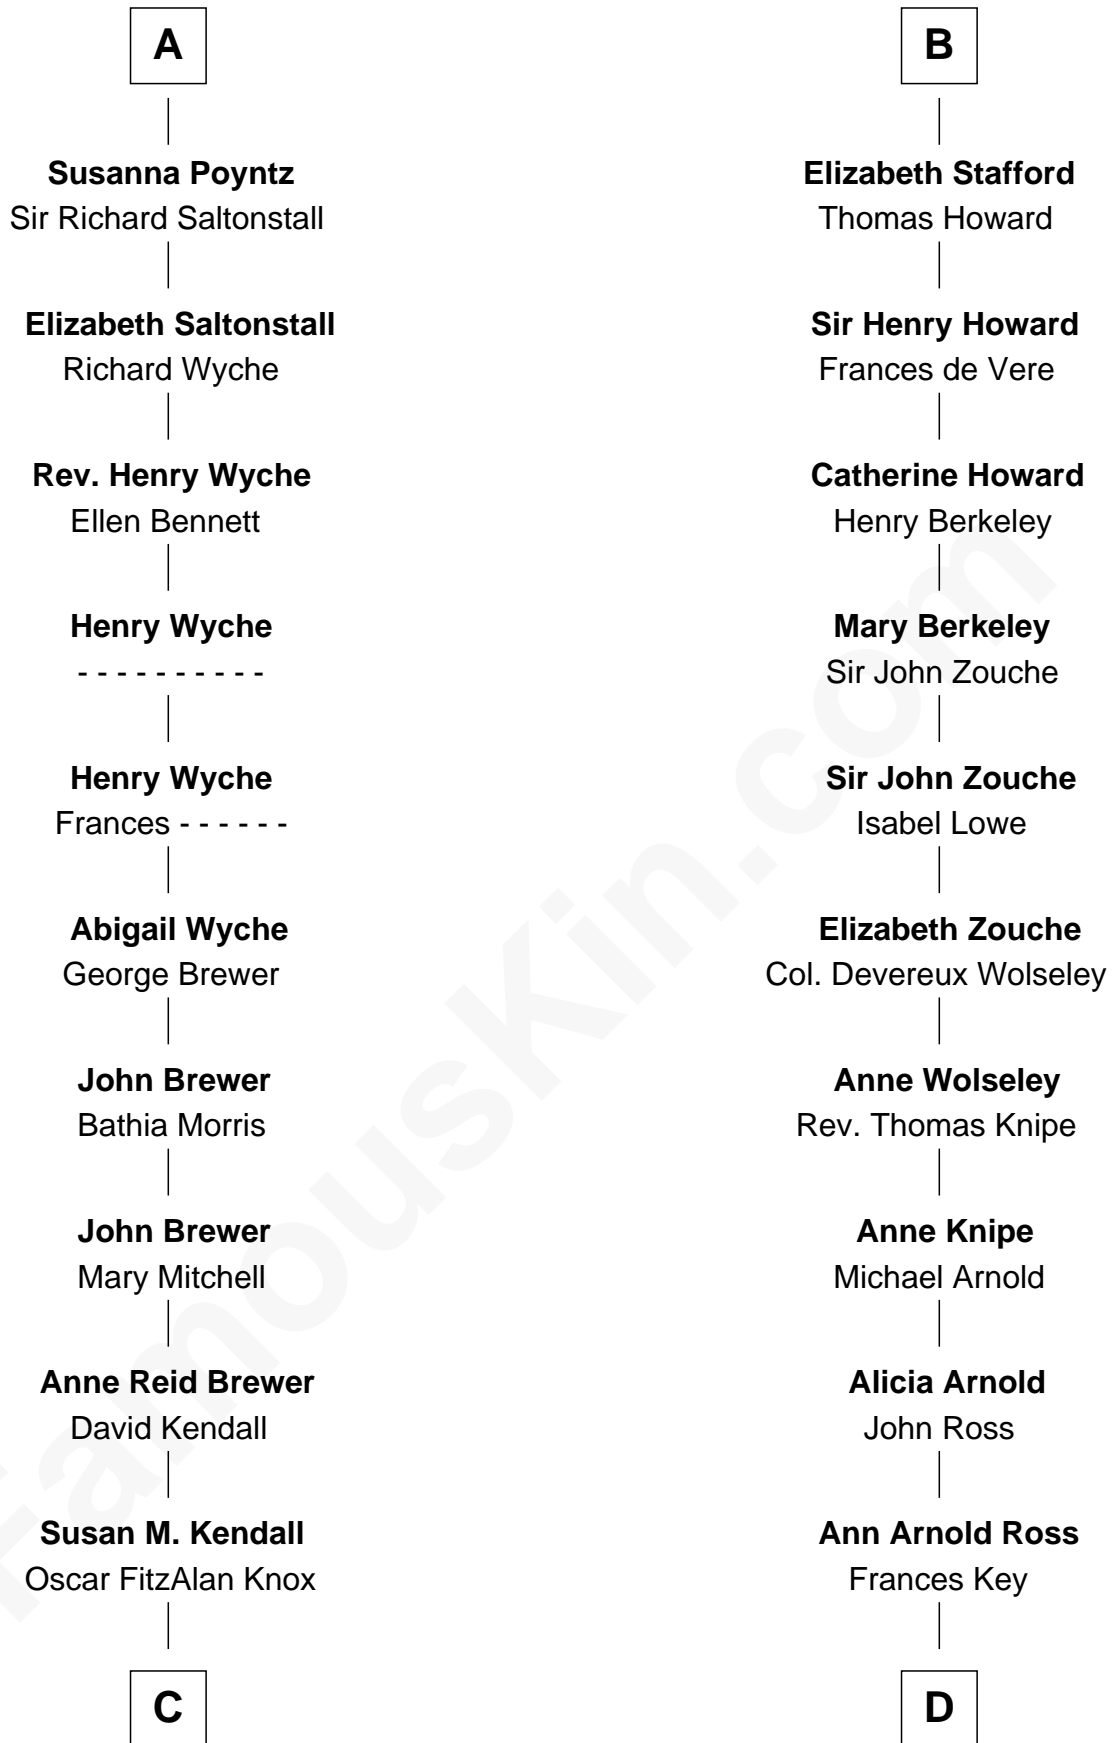 A
Susanna Poyntz
Sir Richard Saltonstall
Elizabeth Saltonstall
Richard Wyche
Rev. Henry Wyche
Ellen Bennett
Henry Wyche
- - - - - - - - - -
Henry Wyche
Frances - - - - - -
Abigail Wyche
George Brewer
John Brewer
Bathia Morris
John Brewer
Mary Mitchell
Anne Reid Brewer
David Kendall
Susan M. Kendall
Oscar FitzAlan Knox
C
B
Elizabeth Stafford
Thomas Howard
Sir Henry Howard
Frances de Vere
Catherine Howard
Henry Berkeley
Mary Berkeley
Sir John Zouche
Sir John Zouche
Isabel Lowe
Elizabeth Zouche
Col. Devereux Wolseley
Anne Wolseley
Rev. Thomas Knipe
Anne Knipe
Michael Arnold
Alicia Arnold
John Ross
Ann Arnold Ross
Frances Key
D
FamousKin.com